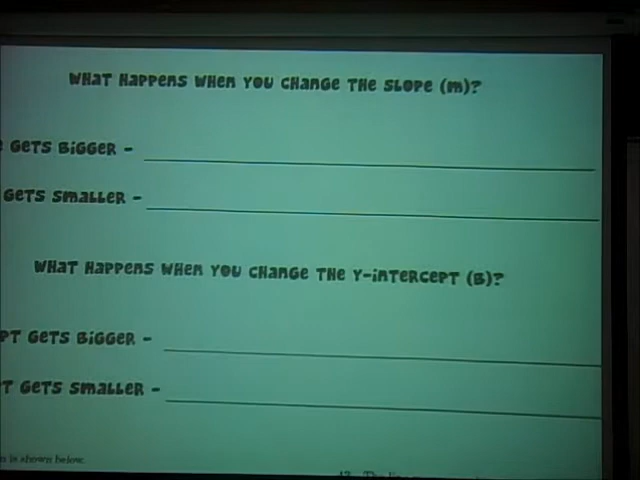 WHAT HAPPENS WHEN YOU CHANGE THE SLOPE (M)?
GETS BIGGER -
GETS SMALLER -
WHAT HAPPENS WHEN YOU CHANGE THE Y-INTERCEPT (B)?
PT GETS BIGGER -
T GETS SMALLER -
is shown below.